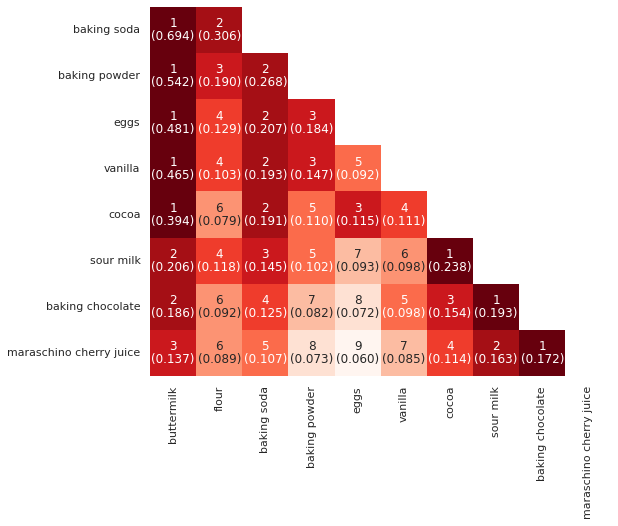 baking soda 1 2
(0.694) (0.306)
baking powder 1 3 2
(0.542) (0.190) (0.268)
eggs 1 4 2 3
(0.481) (0.129) (0.207) (0.184)
vanilla 1 4 2 3 5
(0.465) (0.103) (0.193) (0.147) (0.092)
cocoa 1 6 2 5 3 4
(0.394) (0.079) (0.191) (0.110) (0.115) (0.111)
sour milk 2 4 3 5 7 6 1
(0.206) (0.118) (0.145) (0.102) (0.093) (0.098) (0.238)
baking chocolate 2 6 4 7 8 5 3 1
(0.186) (0.092) (0.125) (0.082) (0.072) (0.098) (0.154) (0.193)
maraschino cherry juice 3 6 5 8 9 7 4 2 1
(0.137) (0.089) (0.107) (0.073) (0.060) (0.085) (0.114) (0.163) (0.172)
buttermilk
flour
baking soda
baking powder
eggs
vanilla
cocoa
sour milk
baking chocolate
maraschino cherry juice